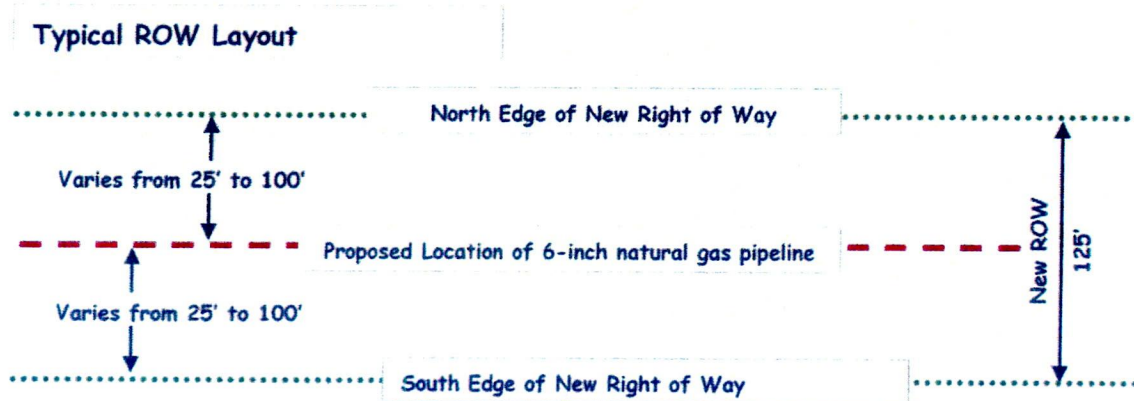 Typical ROW Layout
North Edge of New Right of Way
Varies from 25' to 100'
Proposed Location of 6-inch natural gas pipeline
New ROW
125'
Varies from 25' to 100'
South Edge of New Right of Way